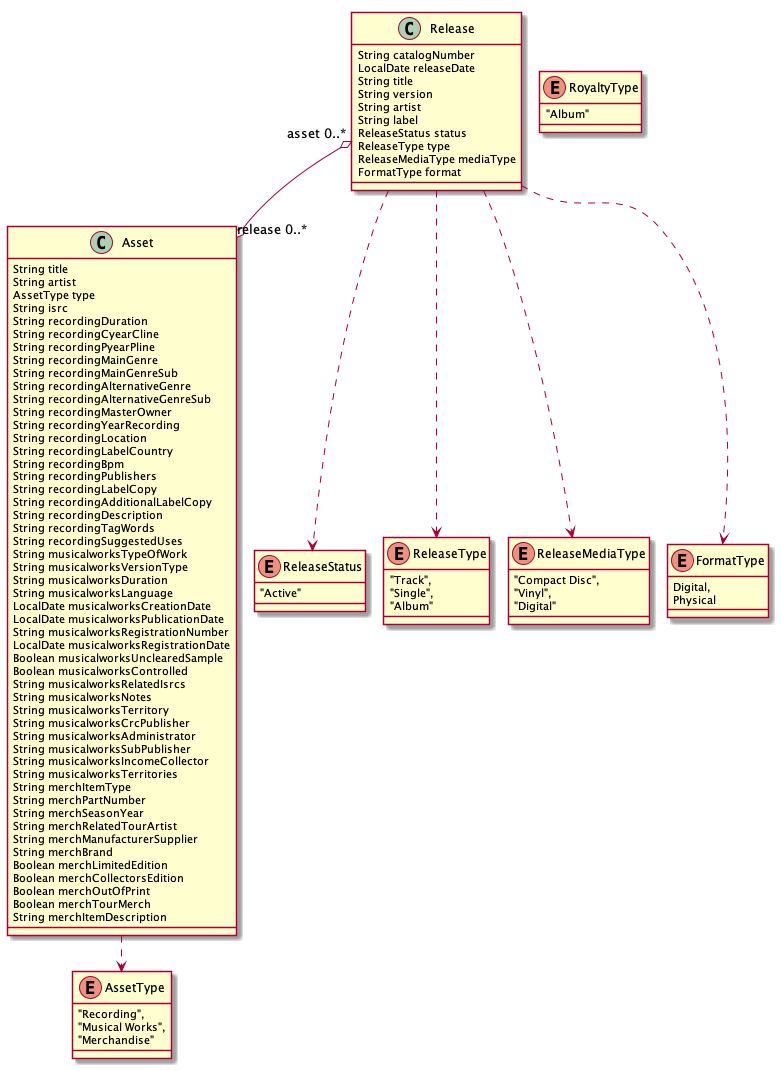 C Release
String catalogNumber
LocalDate releaseDate
String title
String version
String artist
String label
ReleaseStatus status
ReleaseType type
ReleaseMediaType mediaType
FormatType format
E RoyaltyType
"Album"
asset 0..*
release 0..*
C Asset
String title
String artist
AssetType type
String isrc
String recordingDuration
String recordingCyearCline
String recordingPyearPline
String recordingMainGenre
String recordingMainGenreSub
String recordingAlternativeGenre
String recordingAlternativeGenreSub
String recordingMasterOwner
String recordingYearRecording
String recordingLocation
String recordingLabelCountry
String recordingBpm
String recordingPublishers
String recordingLabelCopy
String recordingAdditionalLabelCopy
String recordingDescription
String recordingTagWords
String recordingSuggestedUses
String musicalworksTypeOfWork
String musicalworksVersionType
String musicalworksDuration
String musicalworksLanguage
LocalDate musicalworksCreationDate
LocalDate musicalworksPublicationDate
String musicalworksRegistrationNumber
LocalDate musicalworksRegistrationDate
Boolean musicalworksUnclearedSample
Boolean musicalworksControlled
String musicalworksRelatedIsrcs
String musicalworksNotes
String musicalworksTerritory
String musicalworksCrcPublisher
String musicalworksAdministrator
String musicalworksSubPublisher
String musicalworksIncomeCollector
String musicalworksTerritories
String merchItemType
String merchPartNumber
String merchSeasonYear
String merchRelatedTourArtist
String merchManufacturerSupplier
String merchBrand
Boolean merchLimitedEdition
Boolean merchCollectorsEdition
Boolean merchOutOfPrint
Boolean merchTourMerch
String merchItemDescription
E ReleaseStatus
"Active"
E ReleaseType
"Track",
"Single",
"Album"
E ReleaseMediaType
"Compact Disc",
"Vinyl",
"Digital"
E FormatType
Digital,
Physical
E AssetType
"Recording",
"Musical Works",
"Merchandise"